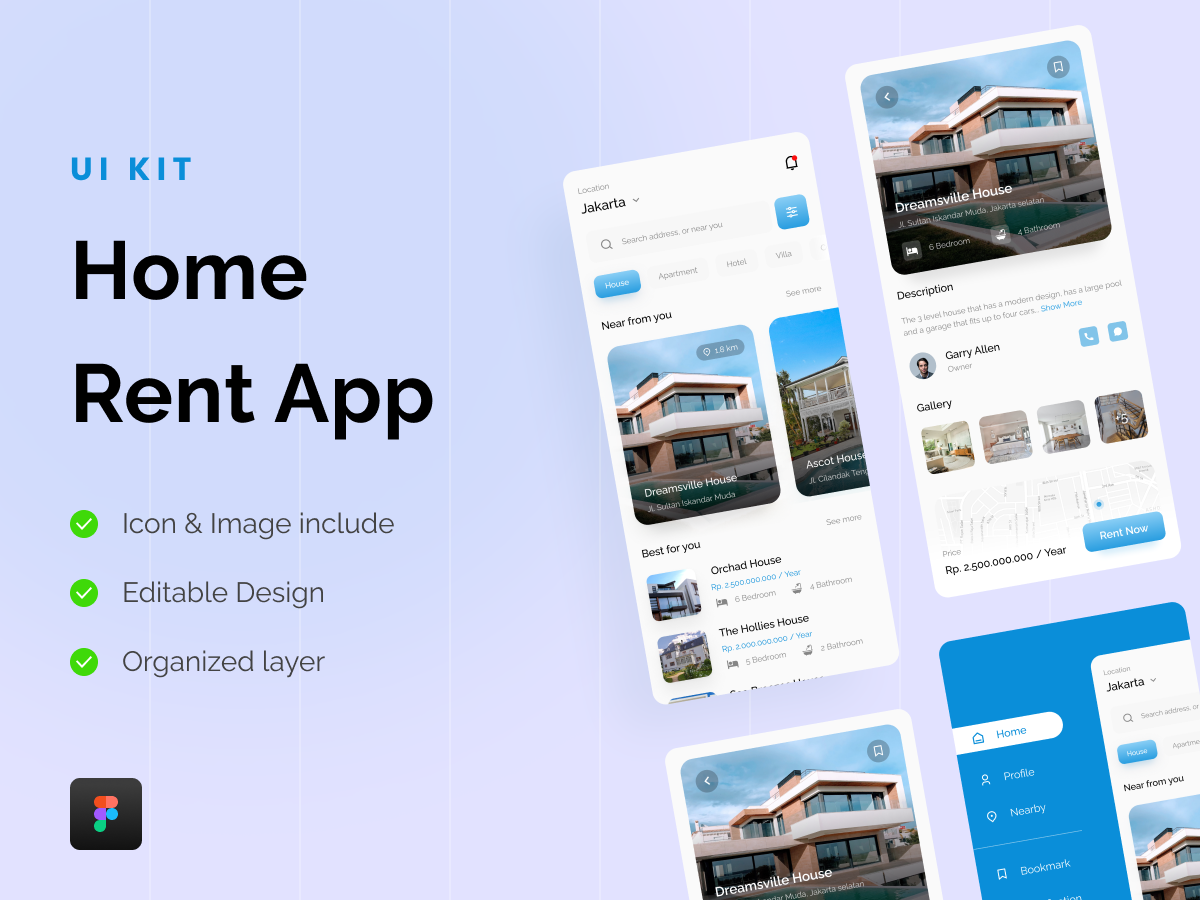 UI KIT
Home
Rent App
Icon & Image include
Editable Design
Organized layer
Location
Jakarta
Search address, or near you
House
Apartment
Hotel
Villa
See more
Near from you
1.8 km
Dreamsville House
Jl. Sultan Iskandar Muda
Ascot House
Jl. Cilandak
See more
Best for you
Orchad House
Rp. 2.500.000.000 / Year
6 Bedroom
4 Bathroom
The Hollies House
Rp. 2.000.000.000 / Year
5 Bedroom
2 Bathroom
Dreamsville House
Jl. Sultan Iskandar Muda, Jakarta selatan
6 Bedroom
4 Bathroom
Description
The 3 level house that has a modern design, has a large pool
and a garage that fits up to four cars... Show More
Garry Allen
Owner
Gallery
+5
Price
Rp. 2.500.000.000 / Year
Rent Now
Dreamsville House
Iskandar Muda, Jakarta selatan
Home
Profile
Nearby
Bookmark
Location
Jakarta
Search address, or
House
Near from you